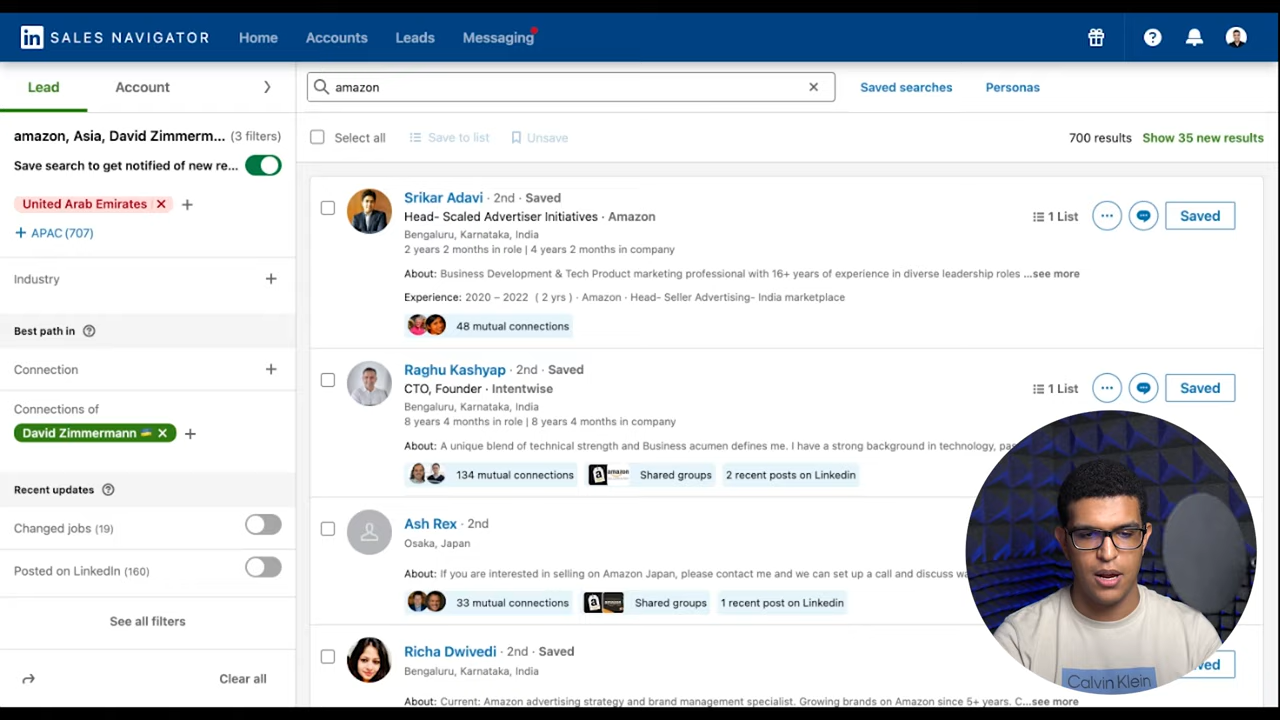 in SALES NAVIGATOR Home Accounts Leads Messaging
Lead Account
amazon Saved searches Personas
amazon, Asia, David Zimmerm... (3 filters)
Save search to get notified of new re...
Select all Save to list Unsave 700 results Show 35 new results
United Arab Emirates
APAC (707)
Industry
Best path in
Connection
Connections of
David Zimmermann
Recent updates
Changed jobs (19)
Posted on LinkedIn (160)
See all filters
Clear all
Srikar Adavi · 2nd · Saved
Head- Scaled Advertiser Initiatives · Amazon
1 List Saved
Bengaluru, Karnataka, India
2 years 2 months in role | 4 years 2 months in company
About: Business Development & Tech Product marketing professional with 16+ years of experience in diverse leadership roles ...see more
Experience: 2020 – 2022 ( 2 yrs ) · Amazon · Head- Seller Advertising- India marketplace
48 mutual connections
Raghu Kashyap · 2nd · Saved
CTO, Founder · Intentwise
1 List Saved
Bengaluru, Karnataka, India
8 years 4 months in role | 8 years 4 months in company
About: A unique blend of technical strength and Business acumen defines me. I have a strong background in technology,
134 mutual connections Shared groups 2 recent posts on Linkedin
Ash Rex · 2nd
Osaka, Japan
About: If you are interested in selling on Amazon Japan, please contact me and we can set up a call and discuss
33 mutual connections Shared groups 1 recent post on Linkedin
Richa Dwivedi · 2nd · Saved
Bengaluru, Karnataka, India
About: Current: Amazon advertising strategy and brand management specialist. Growing brands on Amazon since 5+ years. C...see more
Calvin Klein